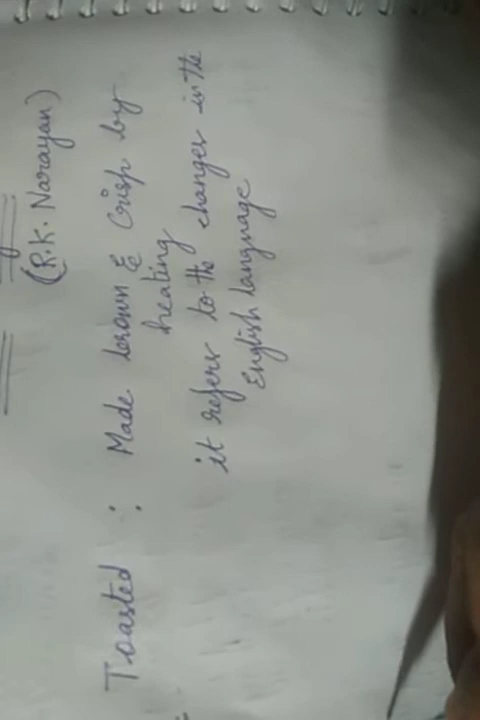 (R.K. Narayan)
Toasted : Made brown & Crisp by
heating
it refers to the changes in the
English language